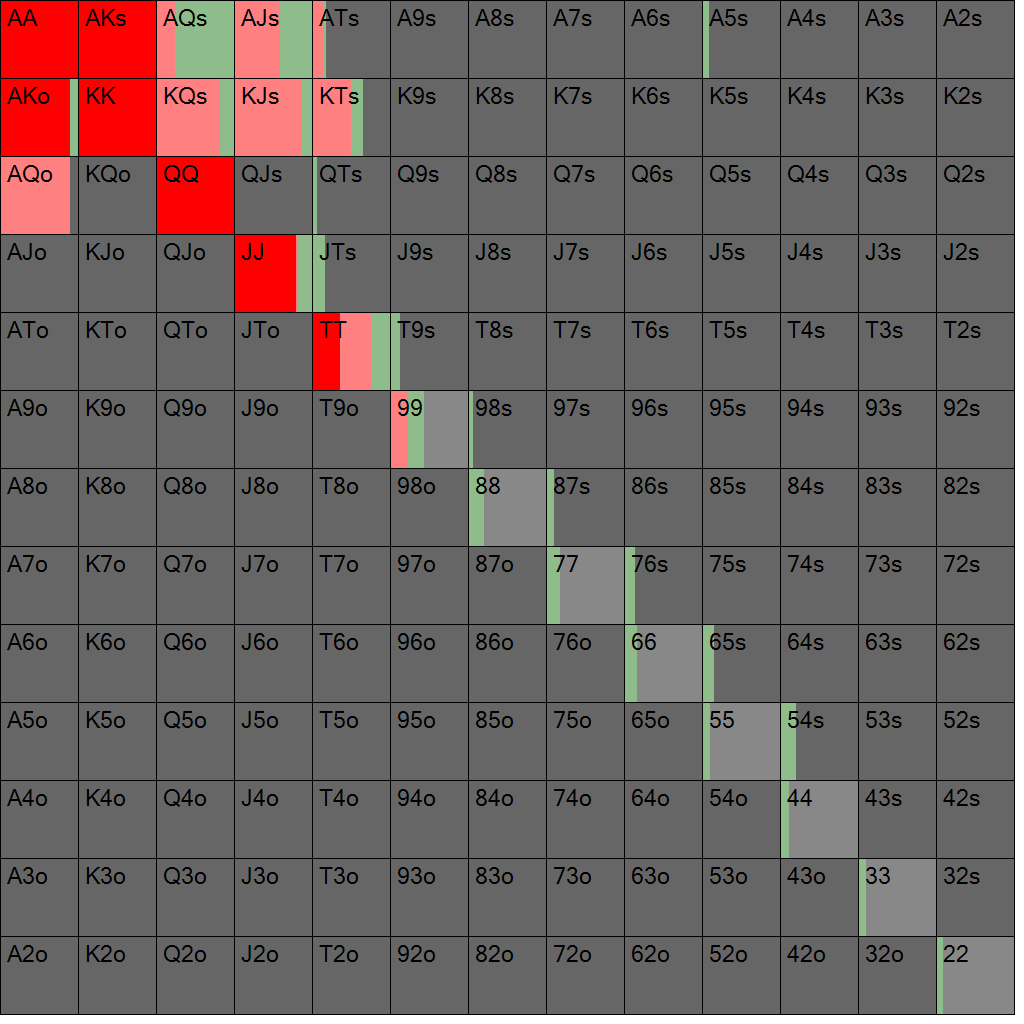 AA AKs AQs AJs ATs A9s A8s A7s A6s A5s A4s A3s A2s
AKo KK KQs KJs KTs K9s K8s K7s K6s K5s K4s K3s K2s
AQo KQo QQ QJs QTs Q9s Q8s Q7s Q6s Q5s Q4s Q3s Q2s
AJo KJo QJo JJ JTs J9s J8s J7s J6s J5s J4s J3s J2s
ATo KTo QTo JTo TT T9s T8s T7s T6s T5s T4s T3s T2s
A9o K9o Q9o J9o T9o 99 98s 97s 96s 95s 94s 93s 92s
A8o K8o Q8o J8o T8o 98o 88 87s 86s 85s 84s 83s 82s
A7o K7o Q7o J7o T7o 97o 87o 77 76s 75s 74s 73s 72s
A6o K6o Q6o J6o T6o 96o 86o 76o 66 65s 64s 63s 62s
A5o K5o Q5o J5o T5o 95o 85o 75o 65o 55 54s 53s 52s
A4o K4o Q4o J4o T4o 94o 84o 74o 64o 54o 44 43s 42s
A3o K3o Q3o J3o T3o 93o 83o 73o 63o 53o 43o 33 32s
A2o K2o Q2o J2o T2o 92o 82o 72o 62o 52o 42o 32o 22